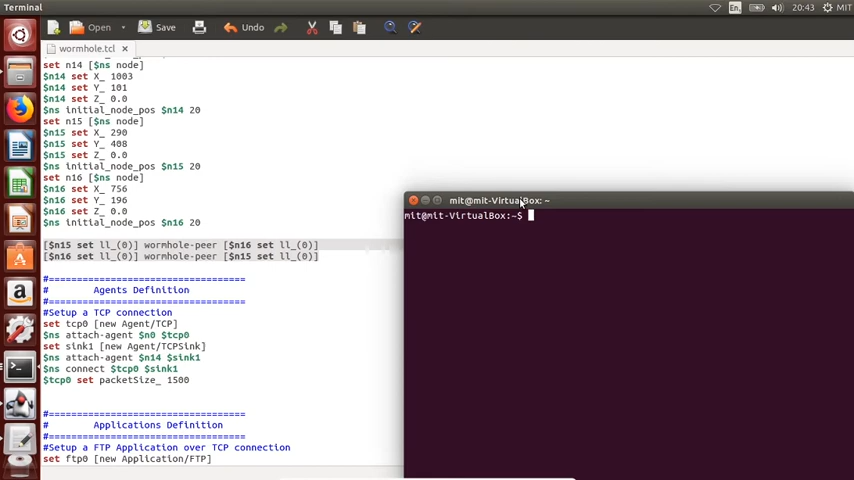 Terminal
En
20:43
MIT
Open
Save
Undo
wormhole.tcl
set n14 [$ns node]
$n14 set X_ 1003
$n14 set Y_ 101
$n14 set Z_ 0.0
$ns initial_node_pos $n14 20
set n15 [$ns node]
$n15 set X_ 290
$n15 set Y_ 408
$n15 set Z_ 0.0
$ns initial_node_pos $n15 20
set n16 [$ns node]
$n16 set X_ 756
$n16 set Y_ 196
$n16 set Z_ 0.0
$ns initial_node_pos $n16 20
[$n15 set ll_(0)] wormhole-peer [$n16 set ll_(0)]
[$n16 set ll_(0)] wormhole-peer [$n15 set ll_(0)]
#===================================
# Agents Definition
#===================================
#Setup a TCP connection
set tcp0 [new Agent/TCP]
$ns attach-agent $n0 $tcp0
set sink1 [new Agent/TCPSink]
$ns attach-agent $n14 $sink1
$ns connect $tcp0 $sink1
$tcp0 set packetSize_ 1500
#===================================
# Applications Definition
#===================================
#Setup a FTP Application over TCP connection
set ftp0 [new Application/FTP]
mit@mit-VirtualBox: ~
mit@mit-VirtualBox:~$